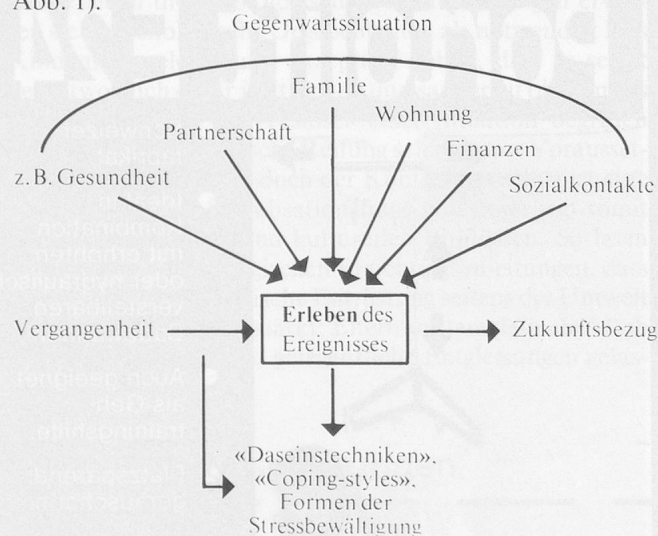 Abb. 1).
Gegenwartssituation
Familie
Wohnung
Partnerschaft
Finanzen
z. B. Gesundheit
Sozialkontakte
Vergangenheit
Erleben des
Ereignisses
Zukunftsbezug
«Daseinstechniken».
«Coping-styles».
Formen der
Stressbewältigung